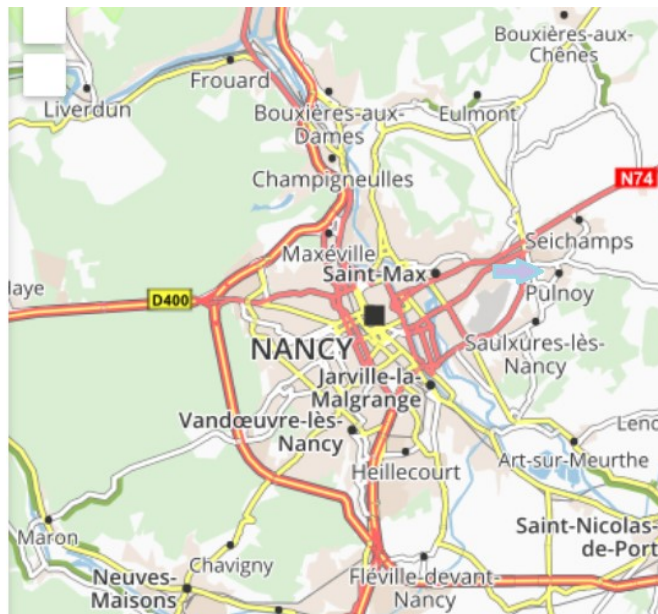 Bouxières-aux-
Chênes
Frouard
Liverdun
Bouxières-aux-
Dames
Eulmont
Champigneulles
N74
Seichamps
Maxéville
Saint-Max
Pulnoy
laye
D400
NANCY
Saulxures-lès-
Nancy
Jarville-la-
Malgrange
Vandœuvre-lès-
Nancy
Lenc
Heillecourt
Art-sur-Meurthe
Saint-Nicolas-
de-Port
Maron
Chavigny
Neuves-
Maisons
Fléville-devant-
Nancy